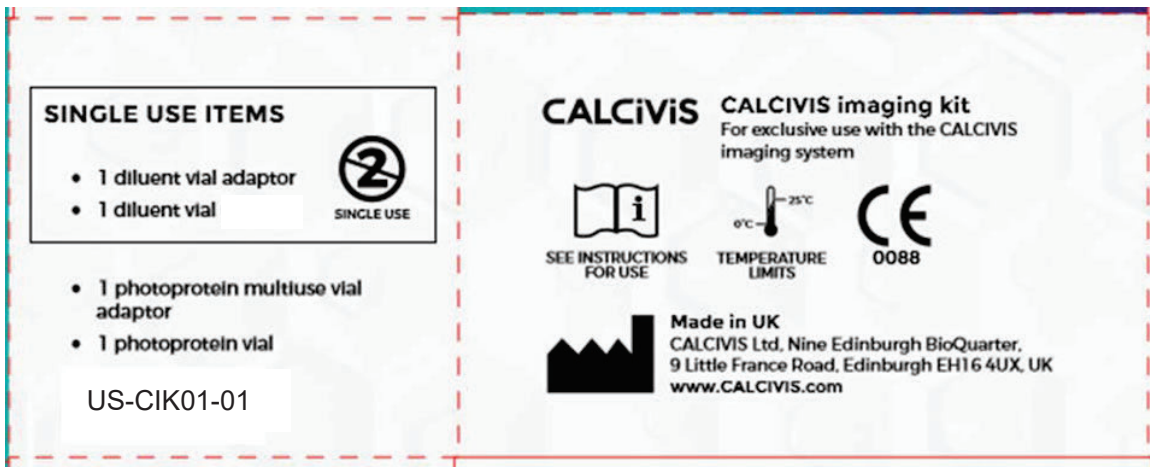 SINGLE USE ITEMS
• 1 diluent vial adaptor
• 1 diluent vial
2
SINGLE USE
• 1 photoprotein multiuse vial
adaptor
• 1 photoprotein vial
US-CIK01-01
CALCiViS
CALCIVIS imaging kit
For exclusive use with the CALCIVIS
imaging system
i
SEE INSTRUCTIONS
FOR USE
0°C
25°C
TEMPERATURE
LIMITS
CE
0088
Made in UK
CALCIVIS Ltd, Nine Edinburgh BioQuarter,
9 Little France Road, Edinburgh EH16 4UX, UK
www.CALCIVIS.com